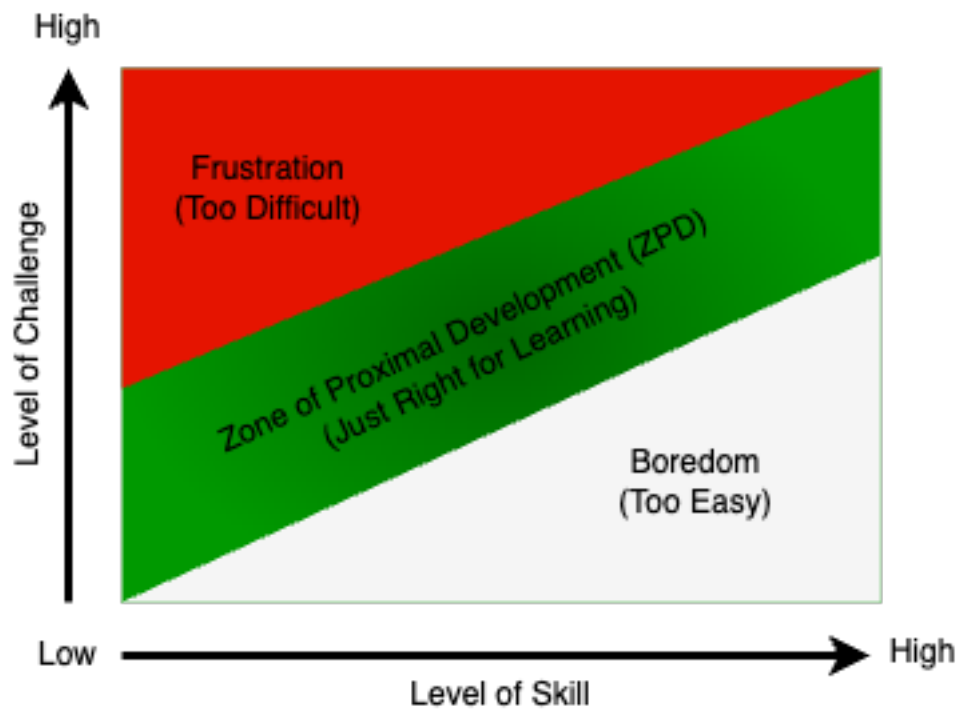 High
Frustration
(Too Difficult)
Level of Challenge
Zone of Proximal Development (ZPD)
(Just Right for Learning)
Boredom
(Too Easy)
Low
High
Level of Skill